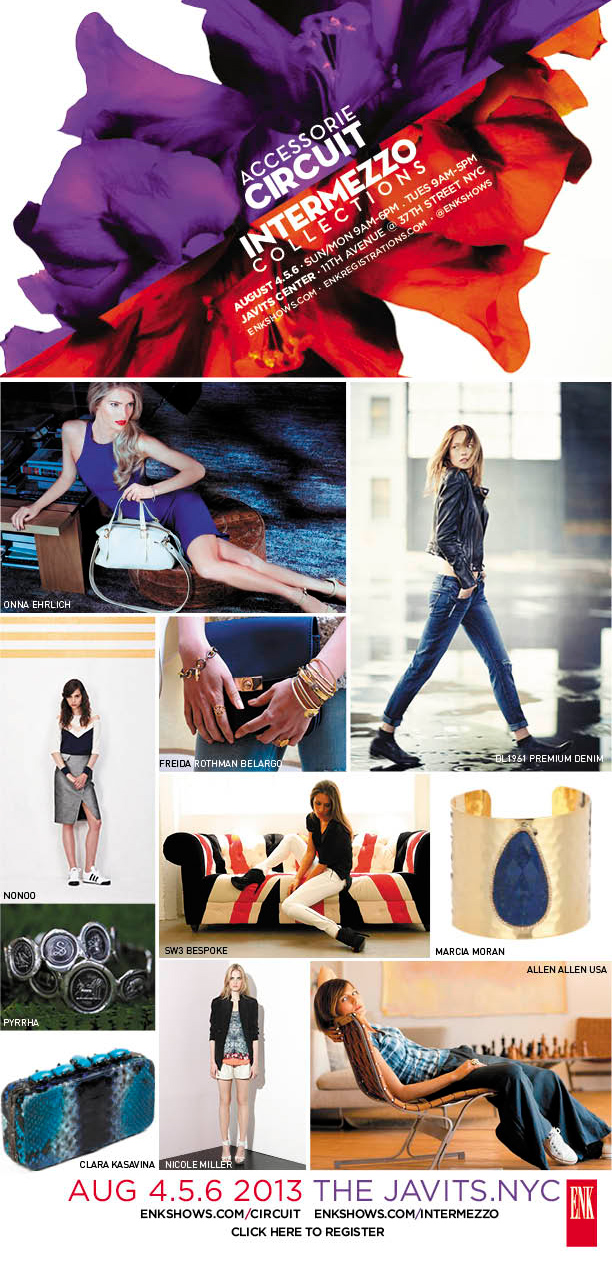 ACCESSORIE
CIRCUIT
INTERMEZZO
COLLECTIONS
AUGUST 4.5.6 · SUN/MON 9AM-6PM · TUES 9AM-5PM
JAVITS CENTER · 11TH AVENUE @ 37TH STREET NYC
ENKSHOWS.COM · ENKREGISTRATIONS.COM · @ENKSHOWS
ONNA EHRLICH
DL1961 PREMIUM DENIM
FREIDA ROTHMAN BELARGO
NONOO
SW3 BESPOKE
MARCIA MORAN
PYRRHA
S
ALLEN ALLEN USA
CLARA KASAVINA
NICOLE MILLER
AUG 4.5.6 2013 THE JAVITS.NYC
ENK
ENKSHOWS.COM/CIRCUIT ENKSHOWS.COM/INTERMEZZO
CLICK HERE TO REGISTER